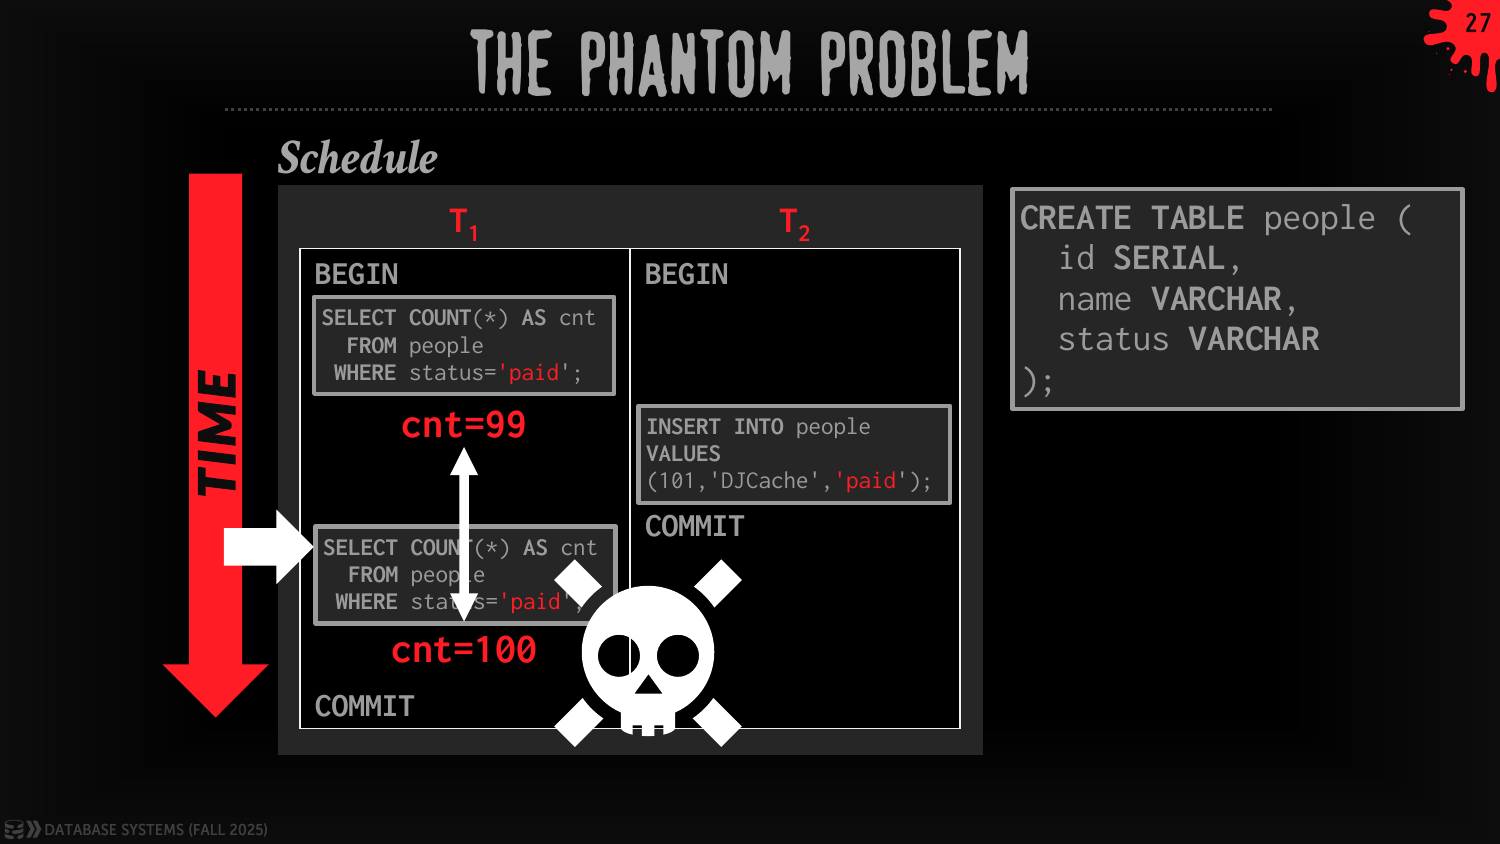 27
THE PHANTOM PROBLEM
Schedule
TIME
T1
T2
BEGIN
SELECT COUNT(*) AS cnt
FROM people
WHERE status='paid';
cnt=99
SELECT COUNT(*) AS cnt
FROM people
WHERE status='paid';
cnt=100
COMMIT
BEGIN
INSERT INTO people
VALUES
(101,'DJCache','paid');
COMMIT
CREATE TABLE people (
id SERIAL,
name VARCHAR,
status VARCHAR
);
DATABASE SYSTEMS (FALL 2025)